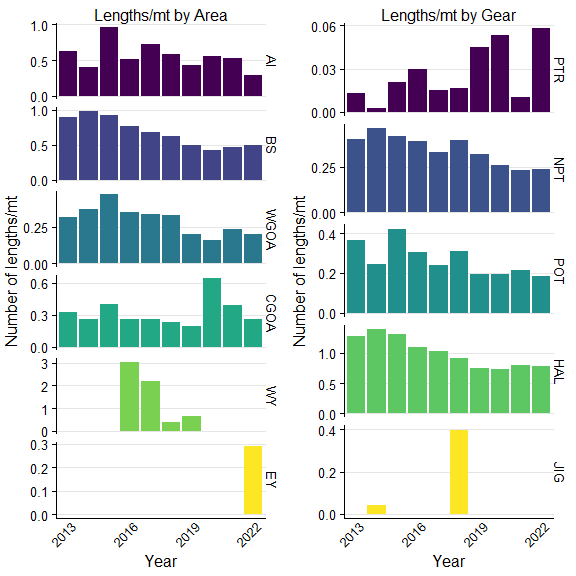 Lengths/mt by Area
Number of lengths/mt
1.0
0.5
0.0
AI
1.0
0.5
0.0
BS
0.25
0.00
WGOA
0.6
0.3
0.0
CGOA
3
2
1
0
WY
0.3
0.2
0.1
0.0
EY
2013
2016
2019
2022
Year
Lengths/mt by Gear
Number of lengths/mt
0.06
0.03
0.00
PTR
0.25
0.00
NPT
0.4
0.2
0.0
POT
1.0
0.5
0.0
HAL
0.4
0.2
0.0
JIG
2013
2016
2019
2022
Year